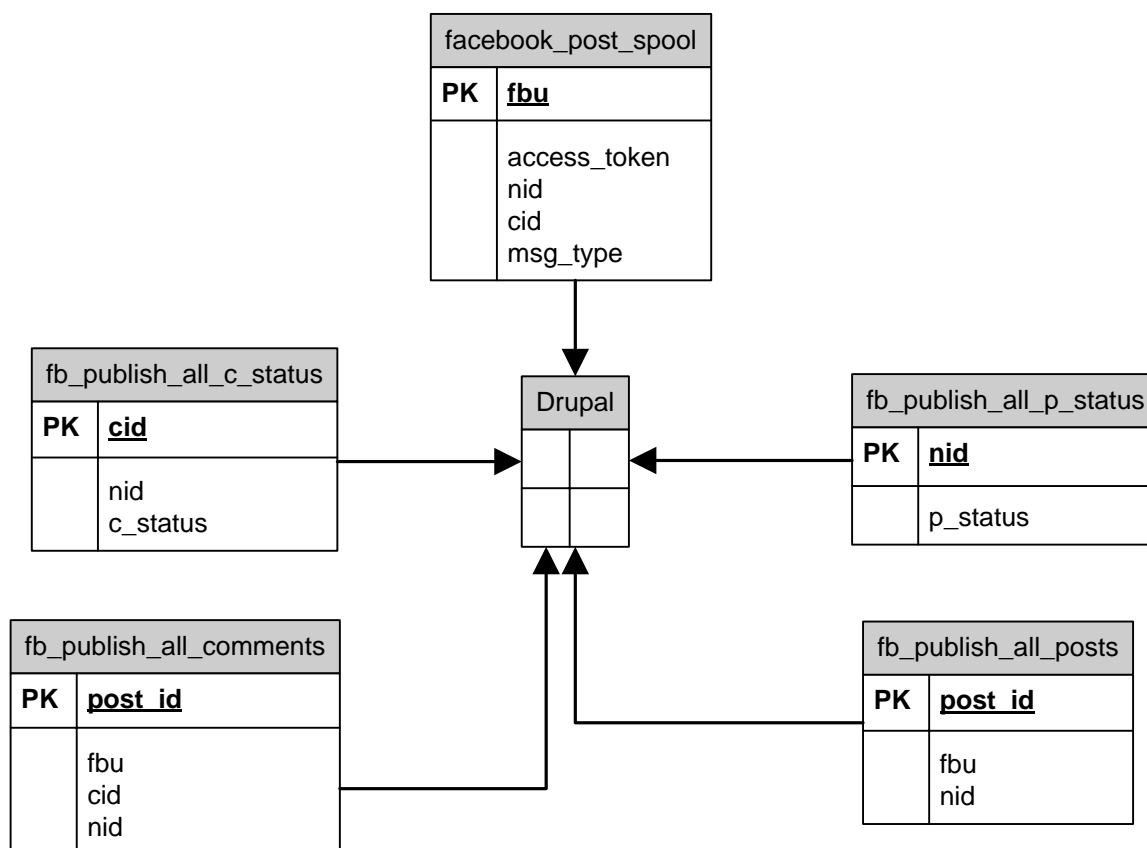 facebook_post_spool
PK fbu
access_token
nid
cid
msg_type
fb_publish_all_c_status
PK cid
nid
c_status
Drupal
fb_publish_all_p_status
PK nid
p_status
fb_publish_all_comments
PK post_id
fbu
cid
nid
fb_publish_all_posts
PK post_id
fbu
nid